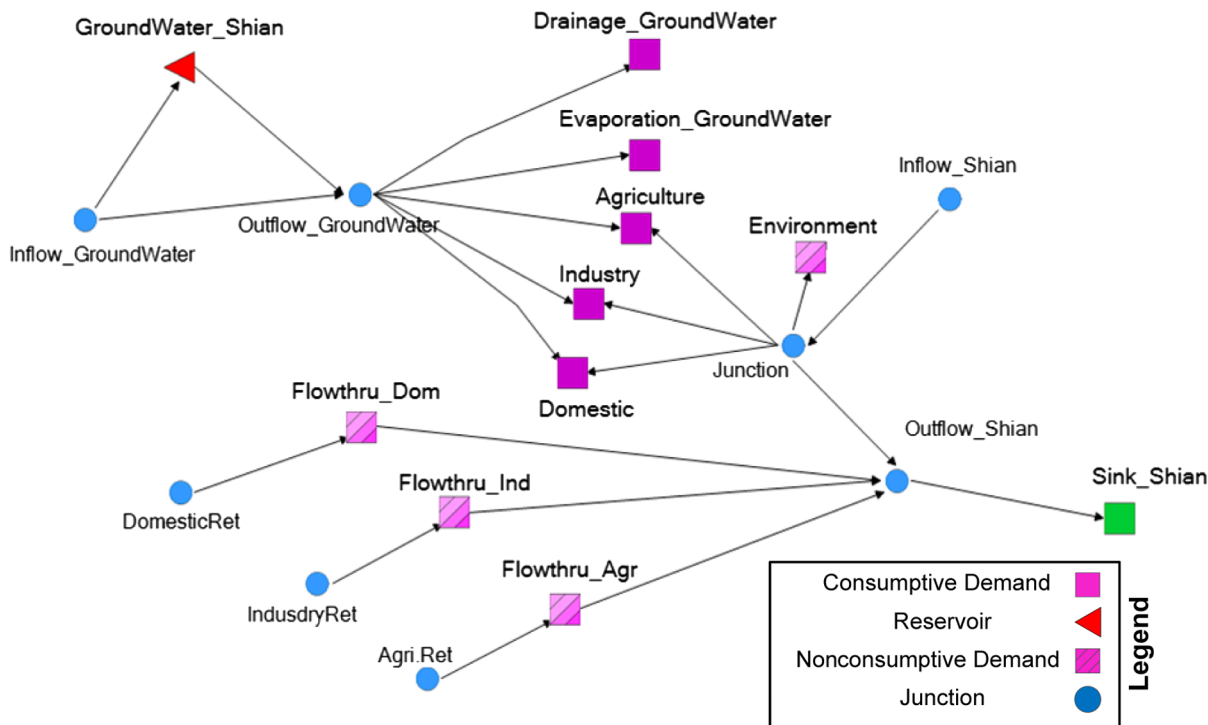 GroundWater_Shian
Drainage_GroundWater
Evaporation_GroundWater
Inflow_Shian
Agriculture
Environment
Outflow_GroundWater
Inflow_GroundWater
Industry
Junction
Flowthru_Dom
Domestic
Outflow_Shian
Flowthru_Ind
Sink_Shian
DomesticRet
Flowthru_Agr
IndusdryRet
Agri.Ret
Legend
Consumptive Demand
Reservoir
Nonconsumptive Demand
Junction